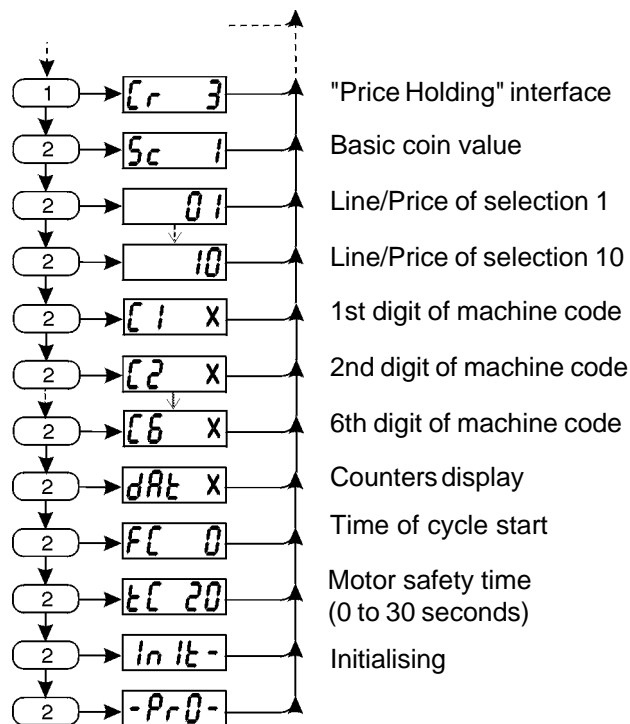 1 Cr 3 "Price Holding" interface
2 Sc 1 Basic coin value
2 01 Line/Price of selection 1
2 10 Line/Price of selection 10
2 C1 X 1st digit of machine code
2 C2 X 2nd digit of machine code
2 C6 X 6th digit of machine code
2 dAt X Counters display
2 FC 0 Time of cycle start
2 tC 20 Motor safety time
(0 to 30 seconds)
2 In It - Initialising
2 -Pr0-